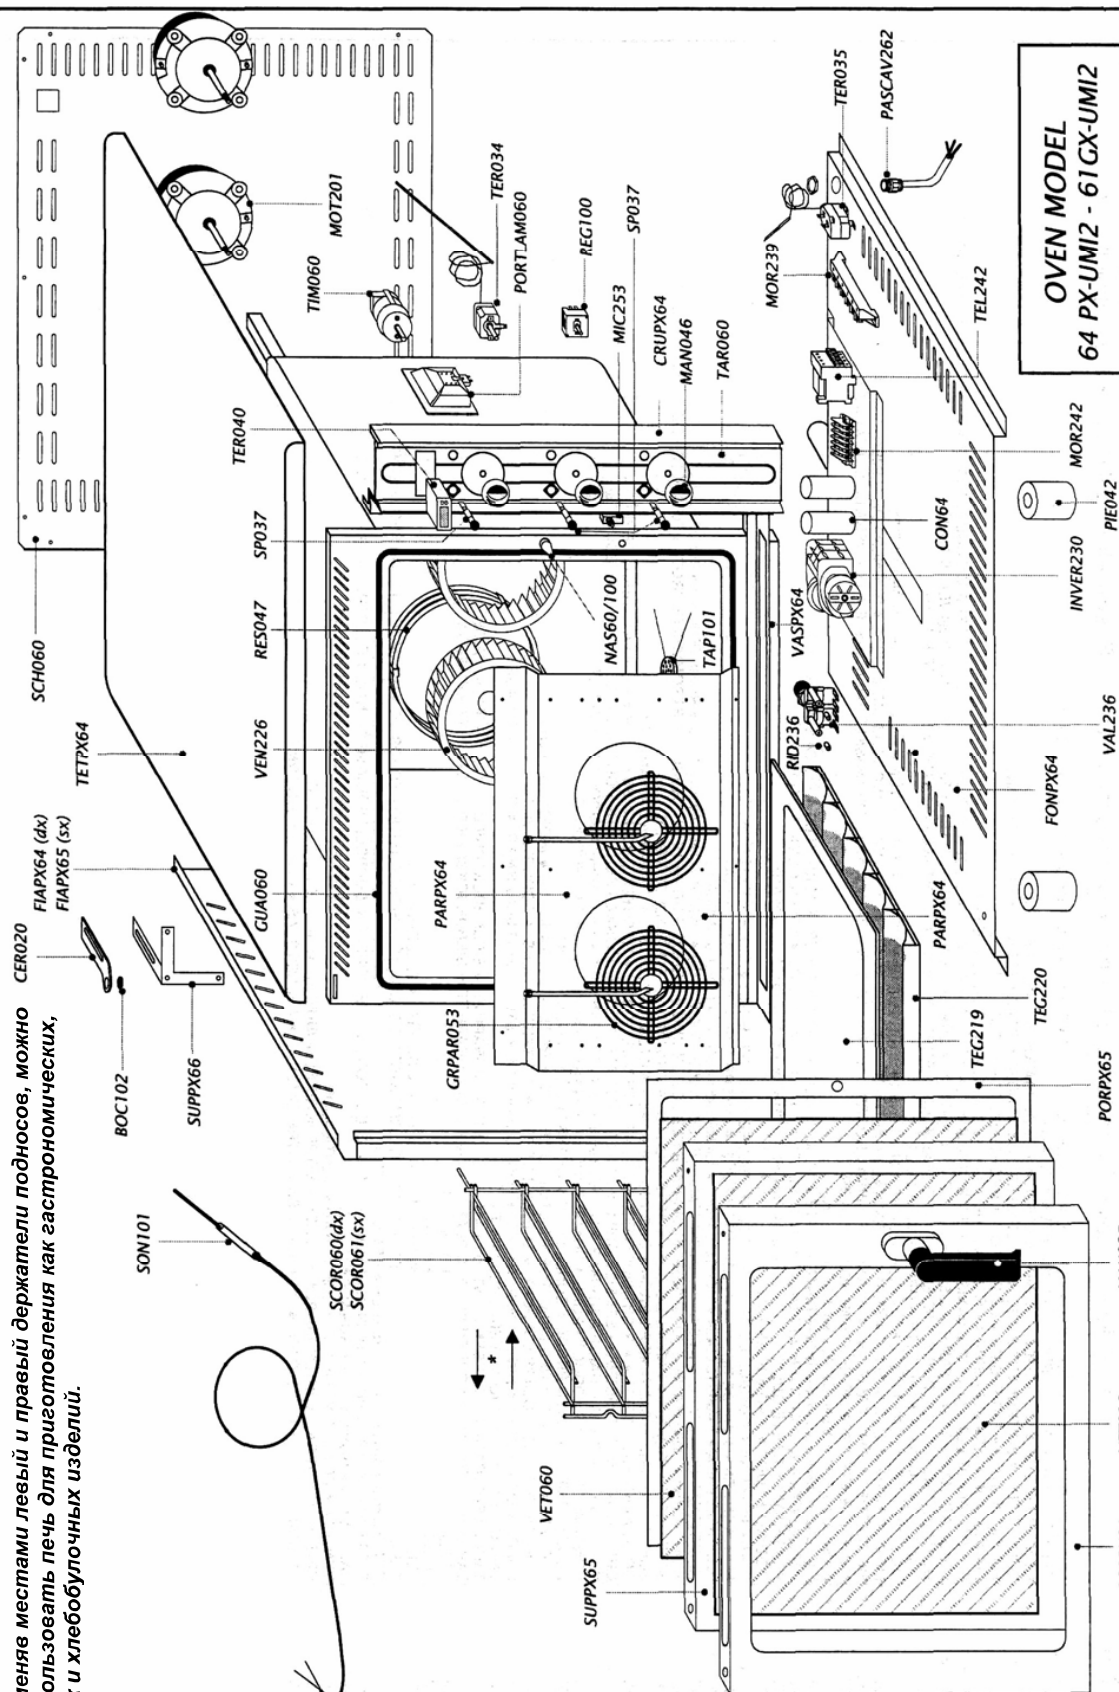 OVEN MODEL
64 PX-UMI2 - 61GX-UMI2
местами левый и правый держатели подносов, можно
печь для приготовления как гастрономических,
и хлебобулочных изделий.
SCH060
MOT201
TIM060
TER034
PORTLAM060
REG100
SP037
MIC253
CRUPX64
MAN046
TAR060
TER035
PASCAV262
MOR239
TEL242
MOR242
PIE042
CON64
INVER230
VAL236
RID236
FONPX64
TER040
SP037
RES047
VEN226
NAS60/100
TAP101
VASPX64
TETPX64
GUA060
PARPX64
PARPX64
GRPAR053
FIAPX64 (dx)
FIAPX65 (sx)
CER020
BOC102
SUPPX66
SON101
SCOR060(dx)
SCOR061(sx)
*
TEG219
TEG220
PORPX65
VET060
SUPPX65